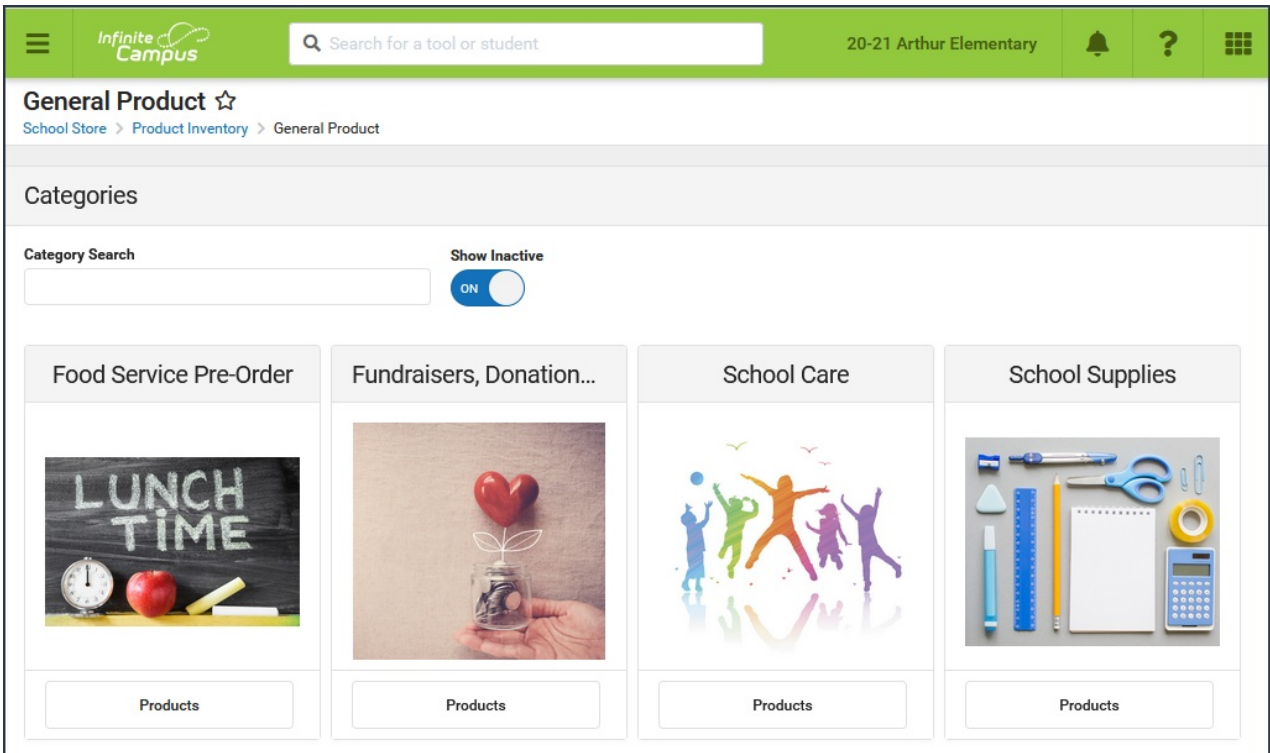 Infinite Campus
Search for a tool or student
20-21 Arthur Elementary
?
General Product
School Store > Product Inventory > General Product
Categories
Category Search
Show Inactive
ON
Food Service Pre-Order
Fundraisers, Donation...
School Care
School Supplies
LUNCH
TIME
Products
Products
Products
Products